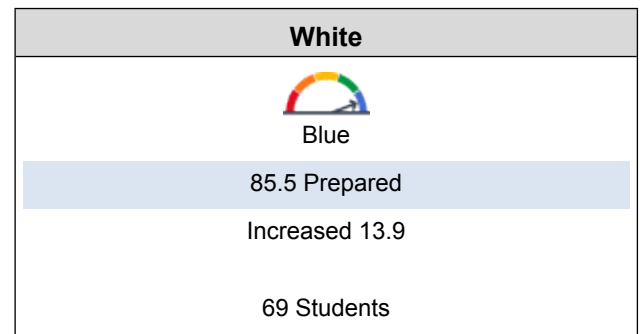 White
Blue
85.5 Prepared
Increased 13.9
69 Students